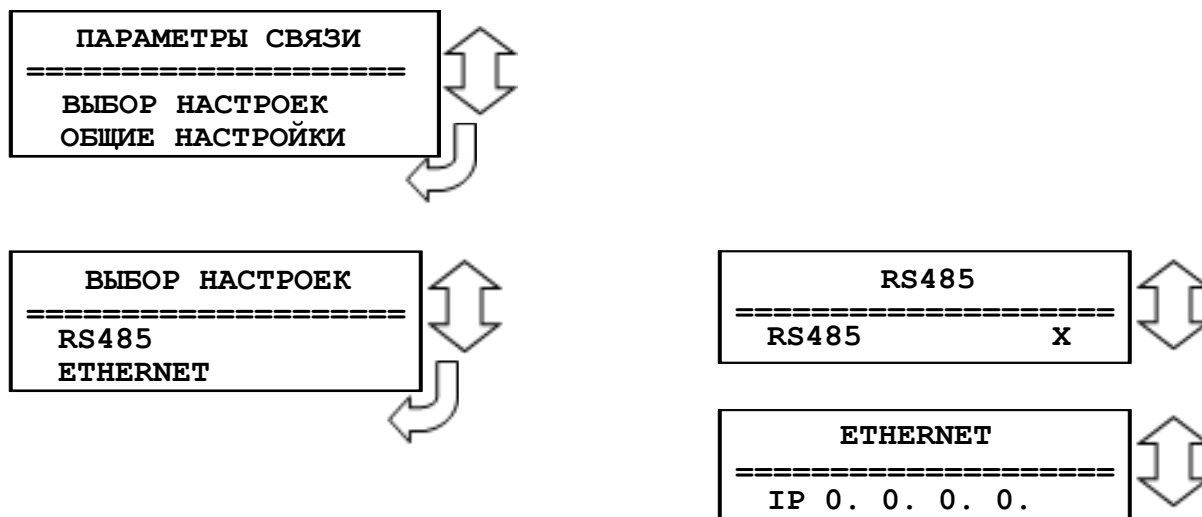 ПАРАМЕТРЫ СВЯЗИ
====================
ВЫБОР НАСТРОЕК
ОБЩИЕ НАСТРОЙКИ
ВЫБОР НАСТРОЕК
====================
RS485
ETHERNET
RS485
====================
RS485 X
ETHERNET
====================
IP 0. 0. 0. 0.